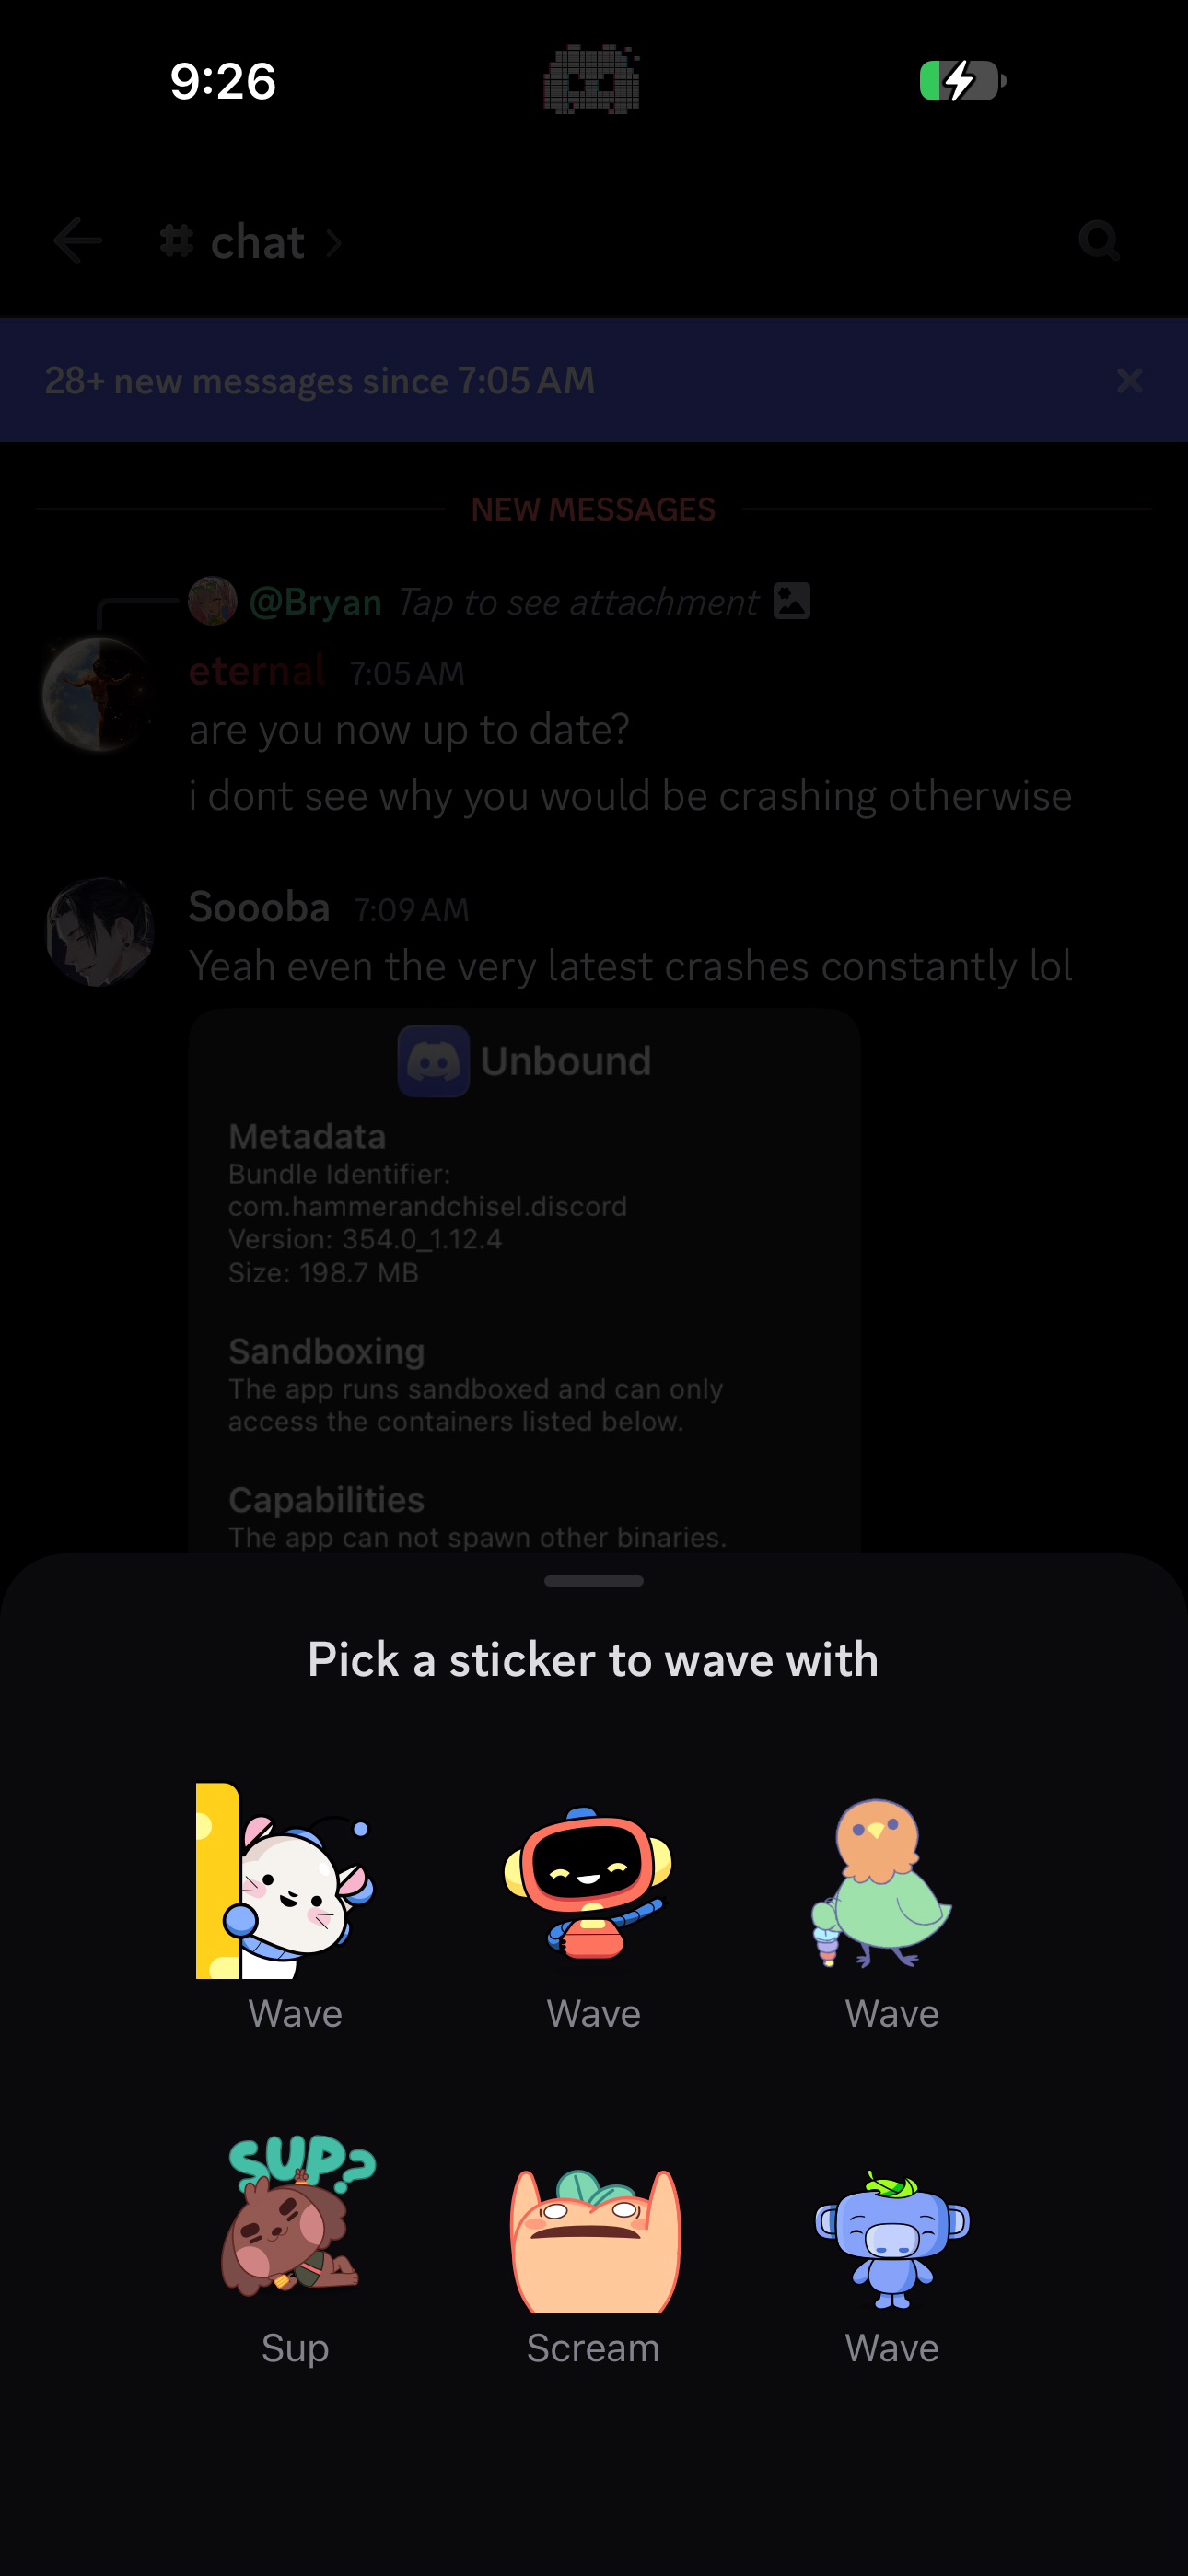 9:26
# chat
28+ new messages since 7:05 AM
NEW MESSAGES
@Bryan Tap to see attachment
eternal 7:05 AM
are you now up to date?
i dont see why you would be crashing otherwise
Soooba 7:09 AM
Yeah even the very latest crashes constantly lol
Unbound
Metadata
Bundle Identifier:
com.hammerandchisel.discord
Version: 354.0_1.12.4
Size: 198.7 MB
Sandboxing
The app runs sandboxed and can only
access the containers listed below.
Capabilities
The app can not spawn other binaries.
Pick a sticker to wave with
Wave Wave Wave
SUP?
Sup Scream Wave